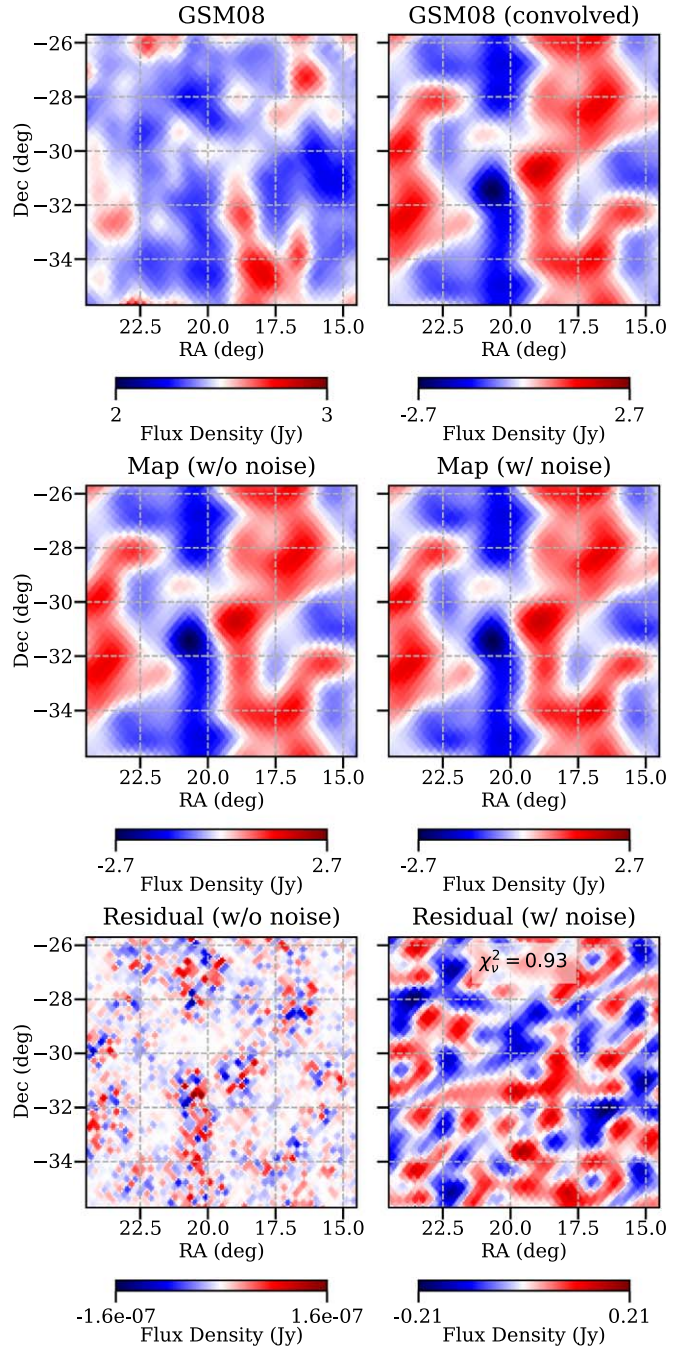 GSM08 GSM08 (convolved)
−26
−28
−30
−32
−34
Dec (deg)
22.5 20.0 17.5 15.0 22.5 20.0 17.5 15.0
RA (deg) RA (deg)
2 3 -2.7 2.7
Flux Density (Jy) Flux Density (Jy)
Map (w/o noise) Map (w/ noise)
−26
−28
−30
−32
−34
Dec (deg)
22.5 20.0 17.5 15.0 22.5 20.0 17.5 15.0
RA (deg) RA (deg)
-2.7 2.7 -2.7 2.7
Flux Density (Jy) Flux Density (Jy)
Residual (w/o noise) Residual (w/ noise)
χ²ᵥ = 0.93
−26
−28
−30
−32
−34
Dec (deg)
22.5 20.0 17.5 15.0 22.5 20.0 17.5 15.0
RA (deg) RA (deg)
-1.6e-07 1.6e-07 -0.21 0.21
Flux Density (Jy) Flux Density (Jy)